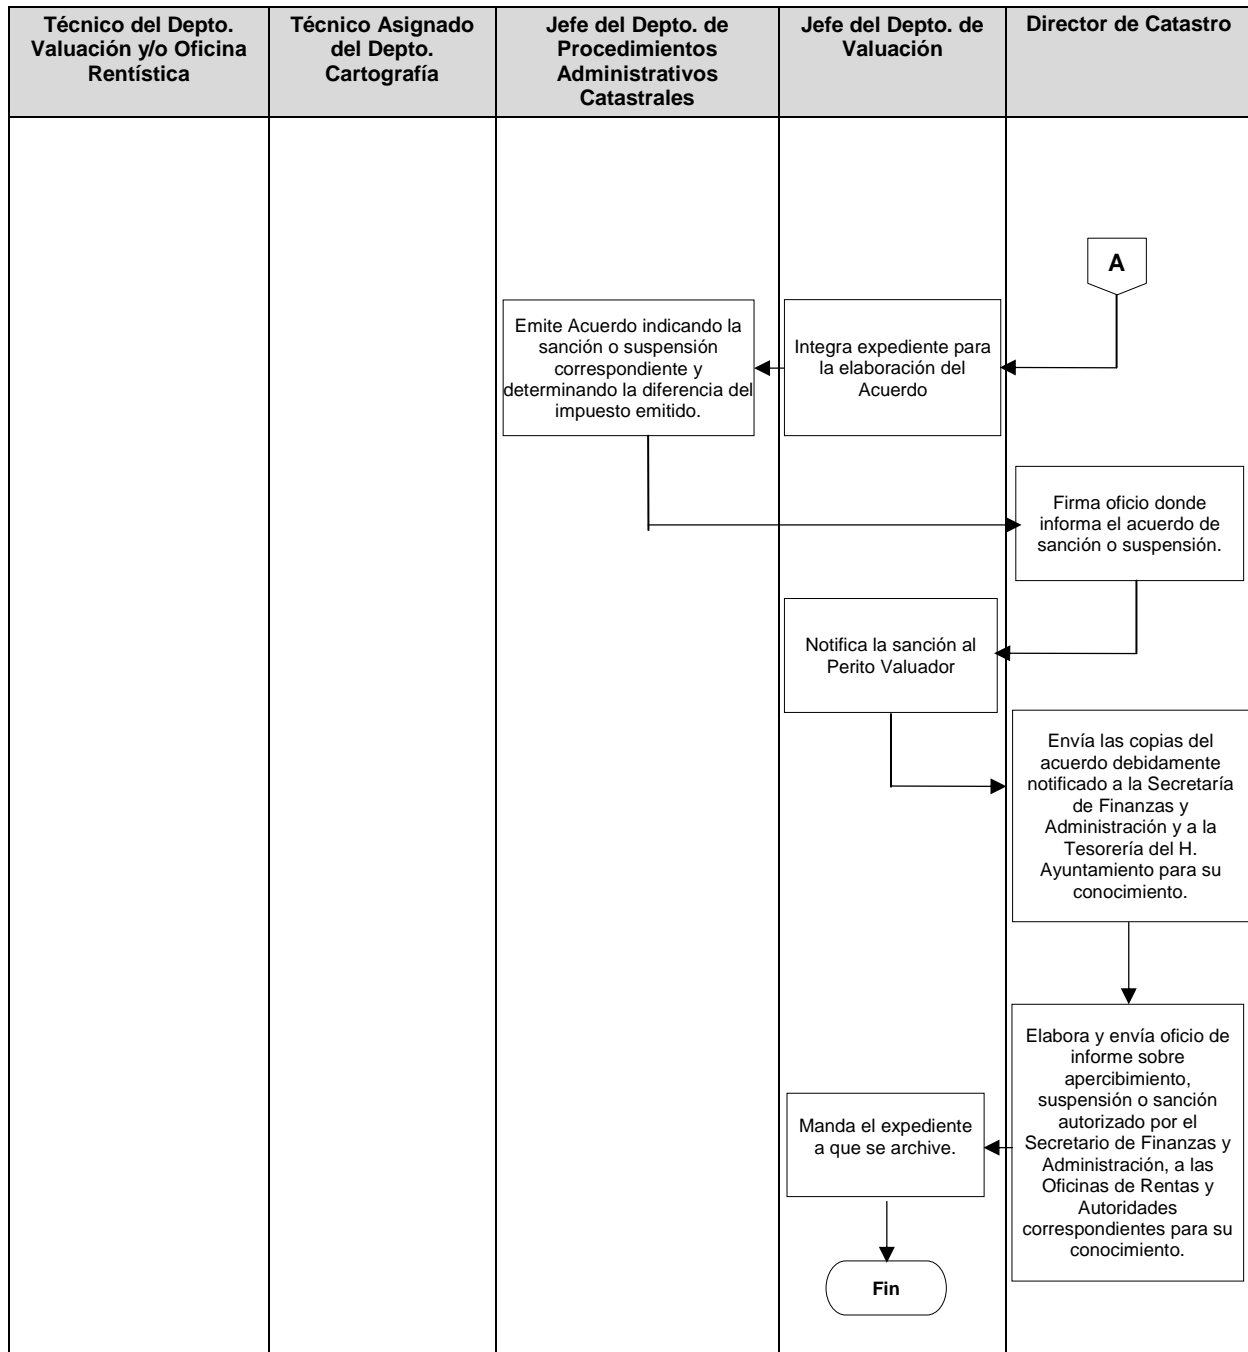 Técnico del Depto.
Valuación y/o Oficina
Rentística
Técnico Asignado
del Depto.
Cartografía
Jefe del Depto. de
Procedimientos
Administrativos
Catastrales
Jefe del Depto. de
Valuación
Director de Catastro
A
Emite Acuerdo indicando la
sanción o suspensión
correspondiente y
determinando la diferencia del
impuesto emitido.
Integra expediente para
la elaboración del
Acuerdo
Firma oficio donde
informa el acuerdo de
sanción o suspensión.
Notifica la sanción al
Perito Valuador
Envía las copias del
acuerdo debidamente
notificado a la Secretaría
de Finanzas y
Administración y a la
Tesorería del H.
Ayuntamiento para su
conocimiento.
Elabora y envía oficio de
informe sobre
apercibimiento,
suspensión o sanción
autorizado por el
Secretario de Finanzas y
Administración, a las
Oficinas de Rentas y
Autoridades
correspondientes para su
conocimiento.
Manda el expediente
a que se archive.
Fin